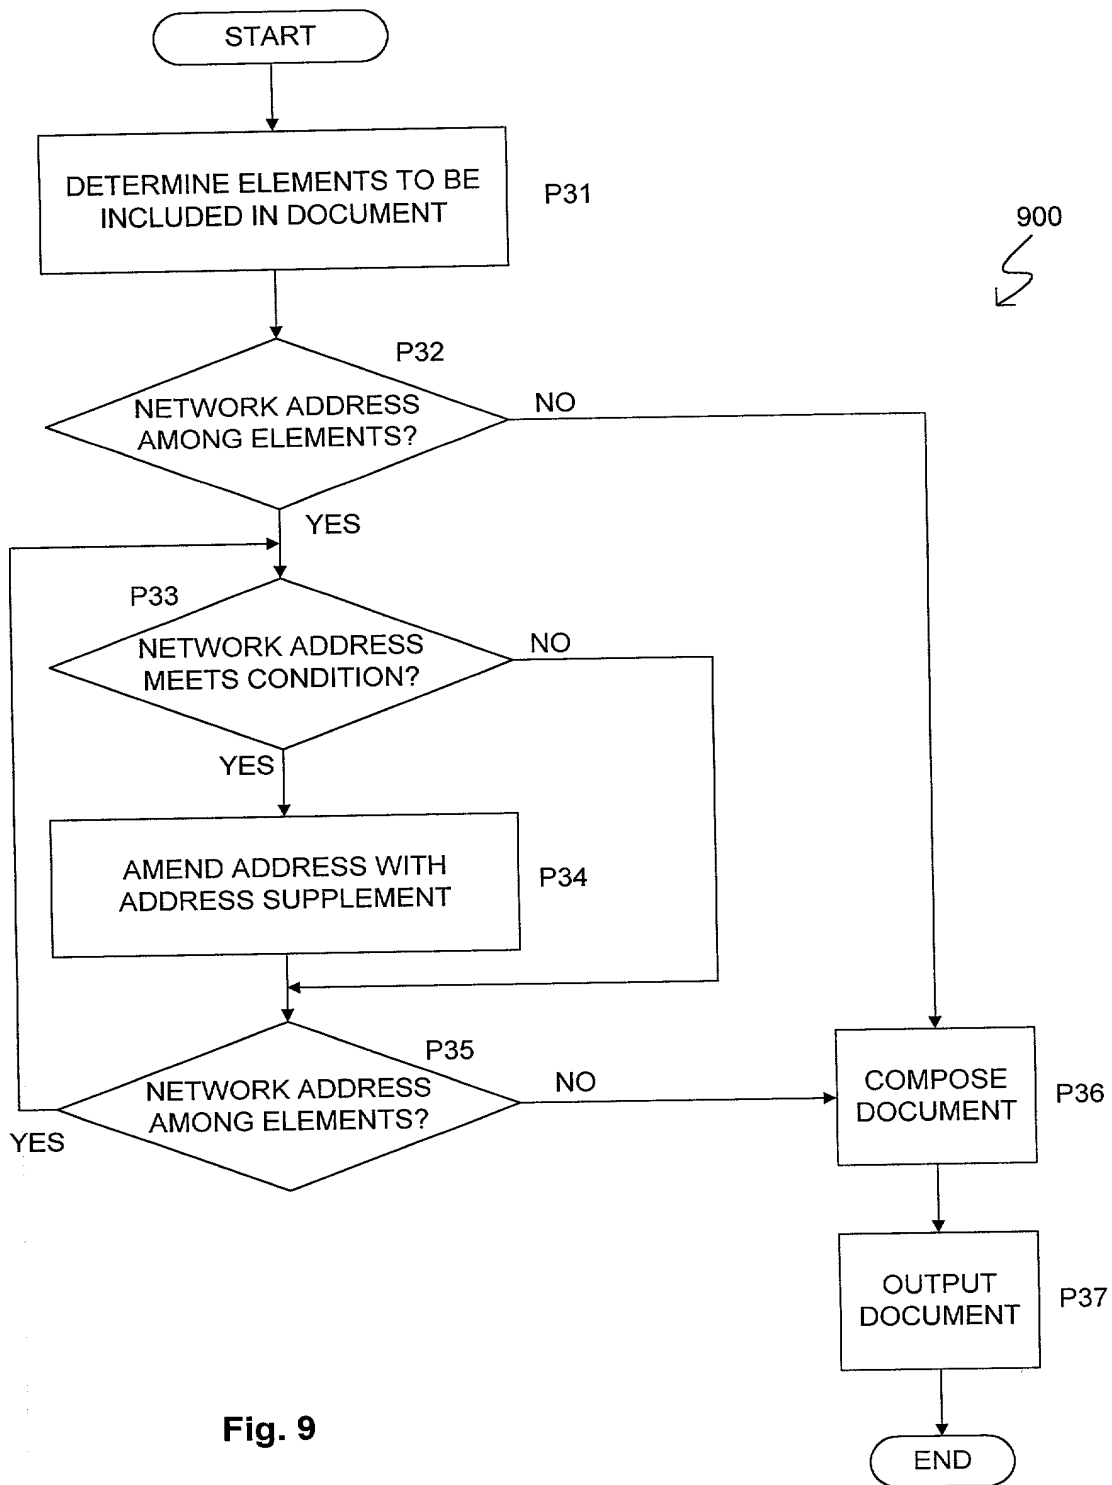 START
DETERMINE ELEMENTS TO BE
INCLUDED IN DOCUMENT
P31
900
P32
NETWORK ADDRESS
AMONG ELEMENTS?
NO
YES
P33
NETWORK ADDRESS
MEETS CONDITION?
NO
YES
AMEND ADDRESS WITH
ADDRESS SUPPLEMENT
P34
P35
NETWORK ADDRESS
AMONG ELEMENTS?
NO
YES
COMPOSE
DOCUMENT
P36
OUTPUT
DOCUMENT
P37
Fig. 9
END